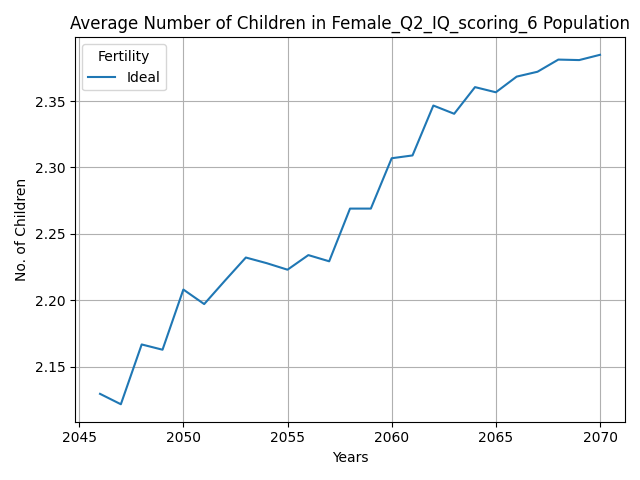 Average Number of Children in Female_Q2_IQ_scoring_6 Population
Fertility
Ideal
No. of Children
2.35
2.30
2.25
2.20
2.15
2045 2050 2055 2060 2065 2070
Years